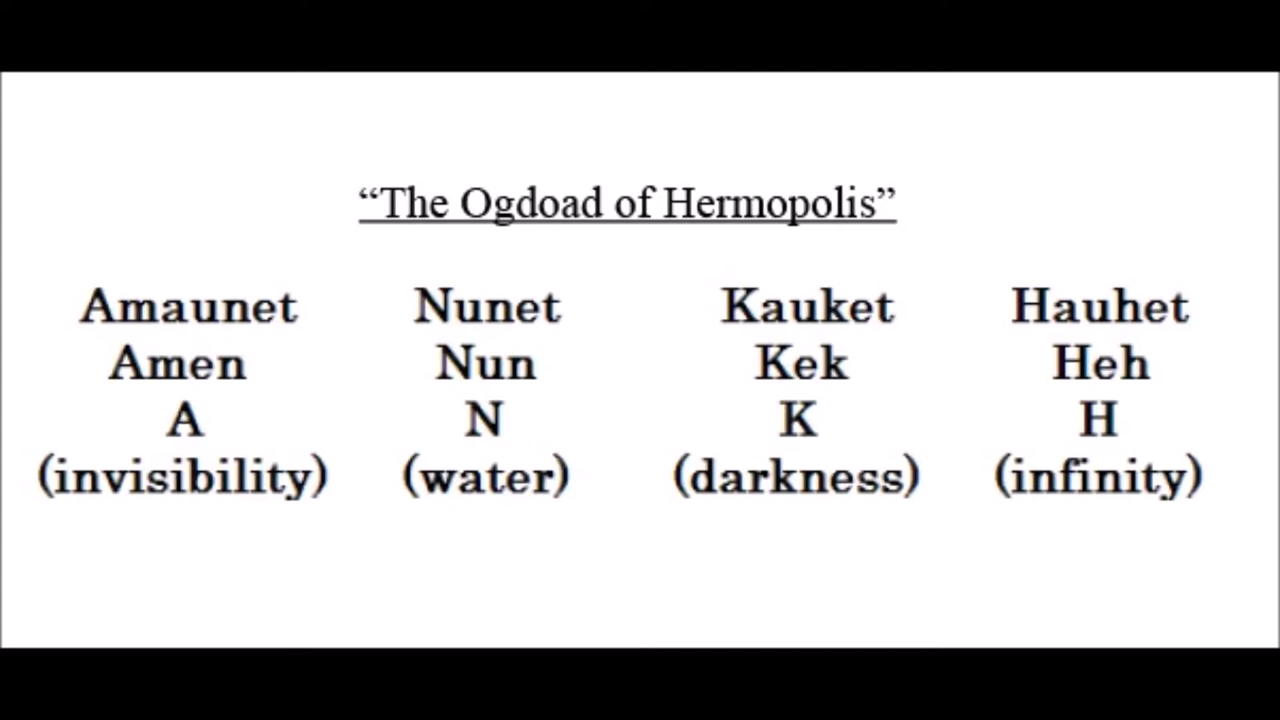 “The Ogdoad of Hermopolis”
Amaunet Nunet Kauket Hauhet
Amen Nun Kek Heh
A N K H
(invisibility) (water) (darkness) (infinity)